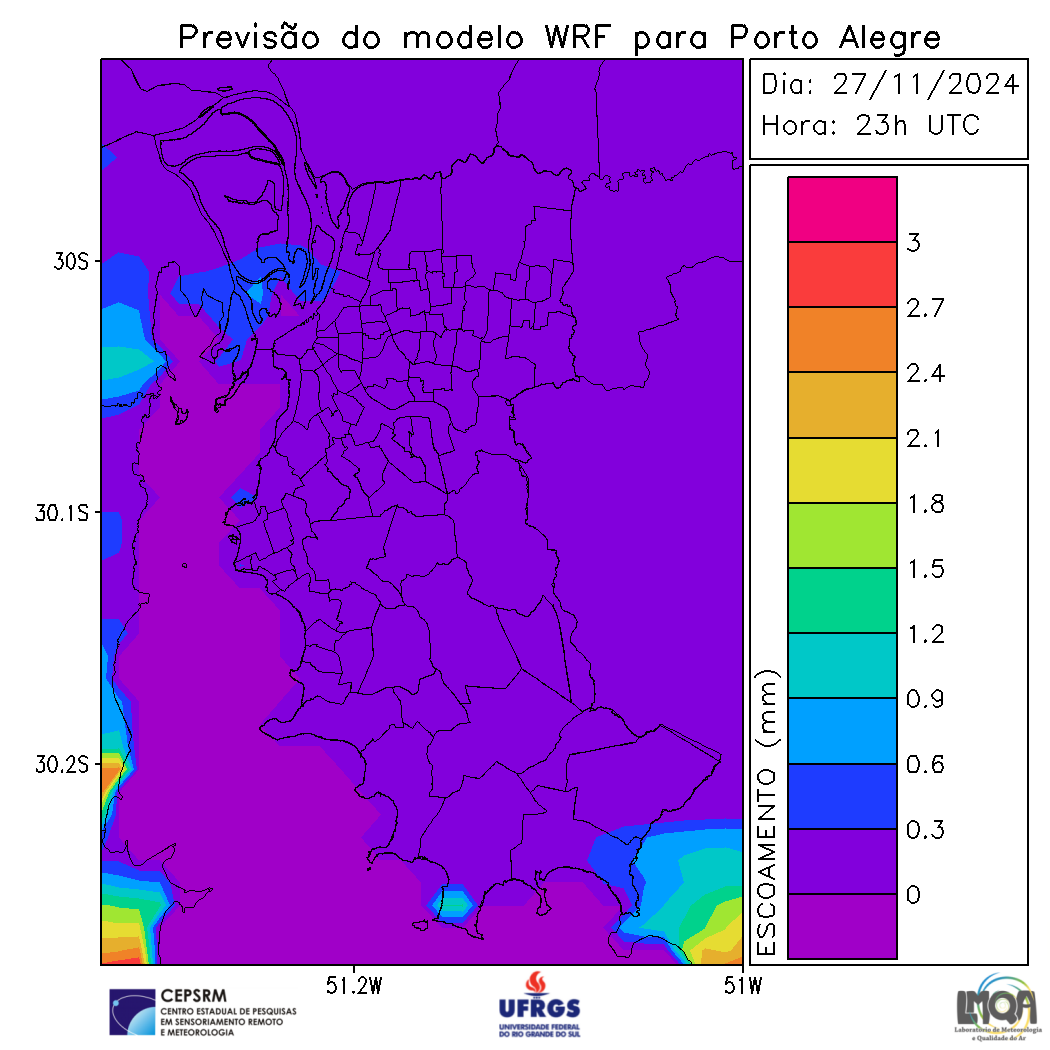 Previsão do modelo WRF para Porto Alegre
Dia: 27/11/2024
Hora: 23h UTC
3
2.7
2.4
2.1
1.8
1.5
1.2
0.9
0.6
0.3
0
ESCOAMENTO (mm)
30S
30.1S
30.2S
51.2W
51W
CEPSRM
CENTRO ESTADUAL DE PESQUISAS
EM SENSORIAMENTO REMOTO
E METEOROLOGIA
UFRGS
UNIVERSIDADE FEDERAL
DO RIO GRANDE DO SUL
LMQA
Laboratório de Meteorologia
e Qualidade do Ar